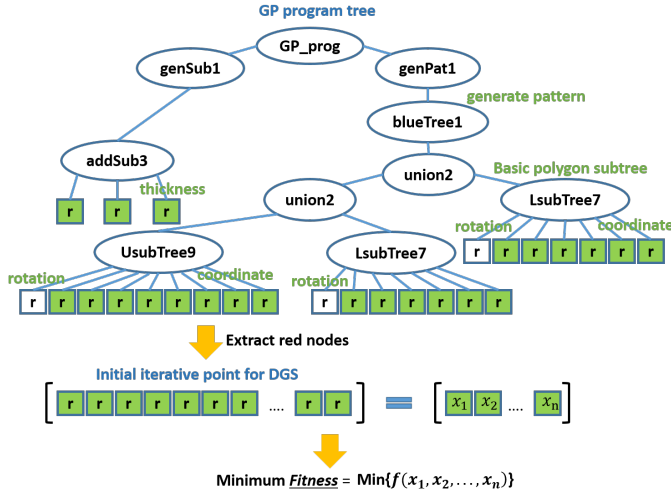 GP program tree
GP_prog
genSub1
genPat1
generate pattern
blueTree1
addSub3
union2
Basic polygon subtree
thickness
r r r
union2
LsubTree7
rotation
coordinate
r r r r r r r
UsubTree9
LsubTree7
rotation
coordinate
rotation
r r r r r r r r r
r r r r r r r
Extract red nodes
Initial iterative point for DGS
[ r r r r r r r .... r r ] = [ x1 x2 .... xn ]
Minimum Fitness = Min{f(x1, x2, . . . , xn)}